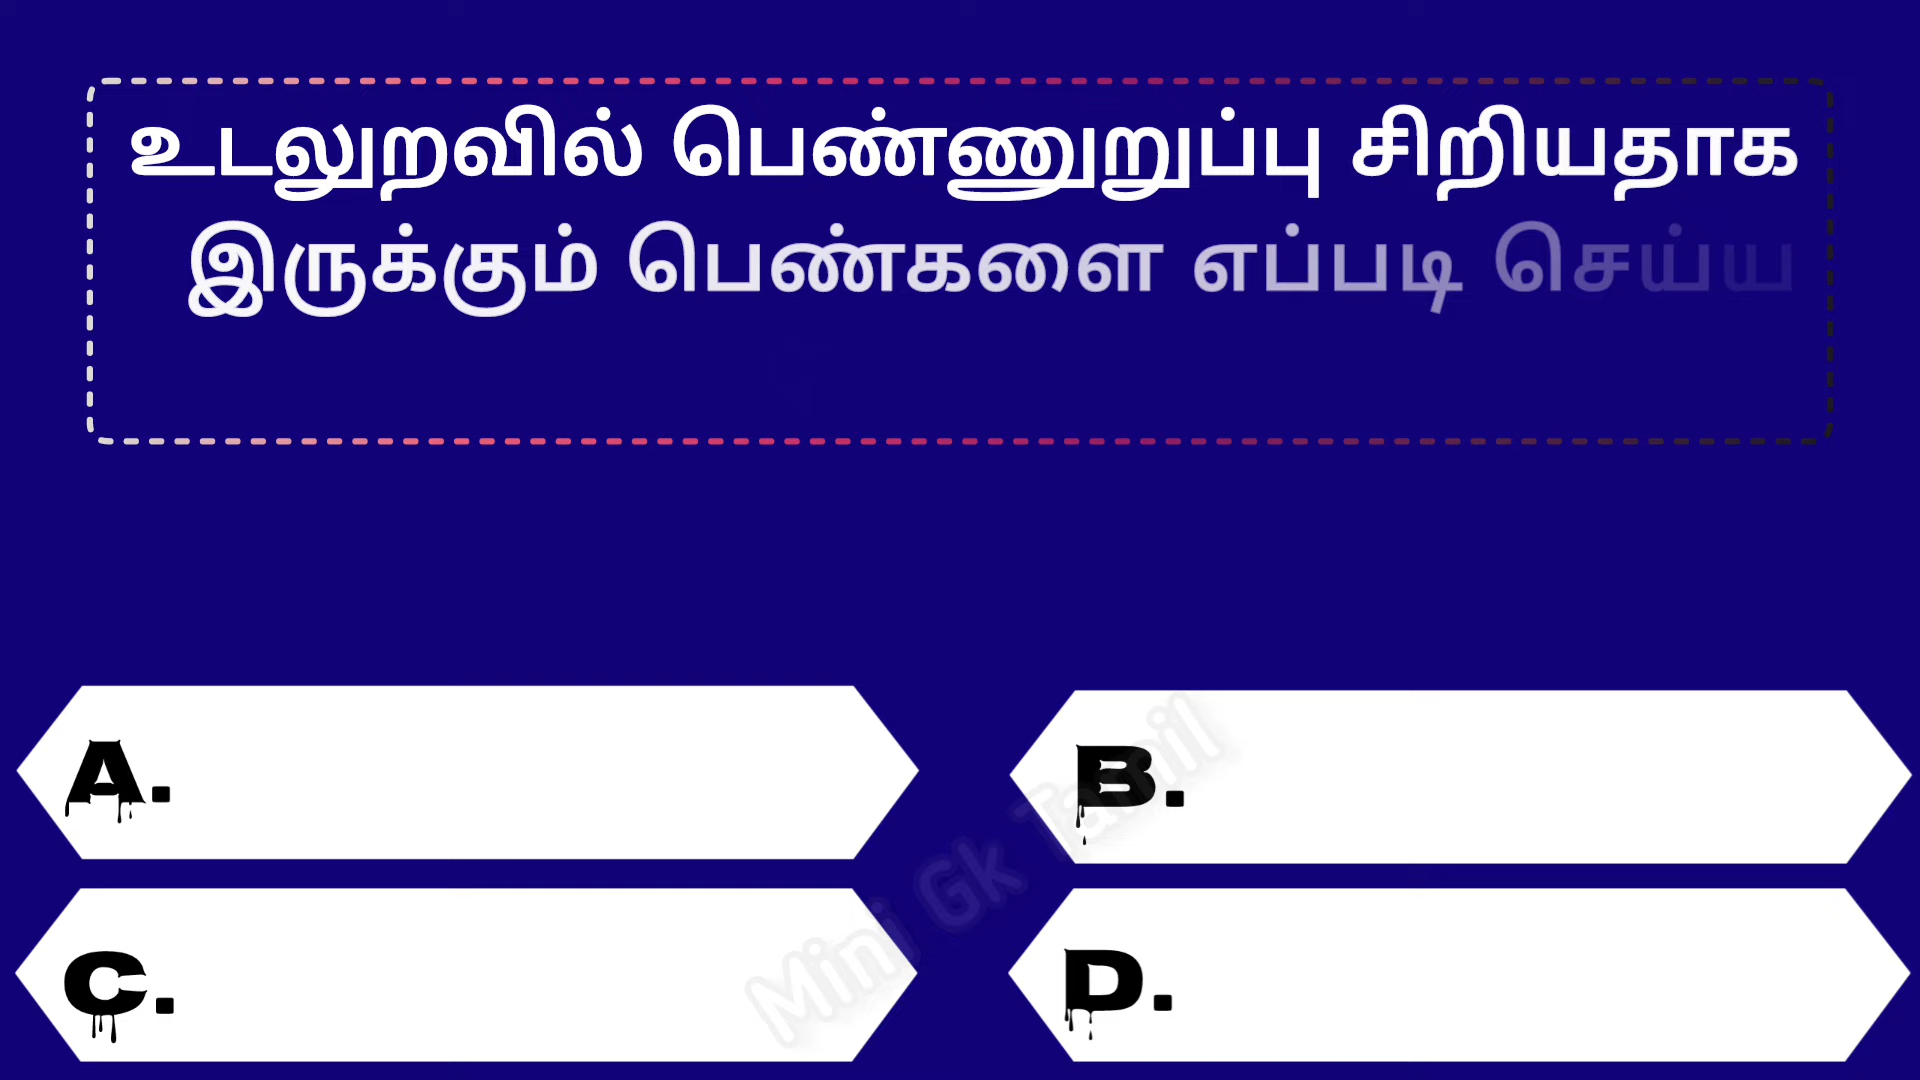 உடலுறவில் பெண்ணுறுப்பு சிறியதாக
இருக்கும் பெண்களை எப்படி செய்ய
A.
B.
C.
D.
Mini Gk Tamil